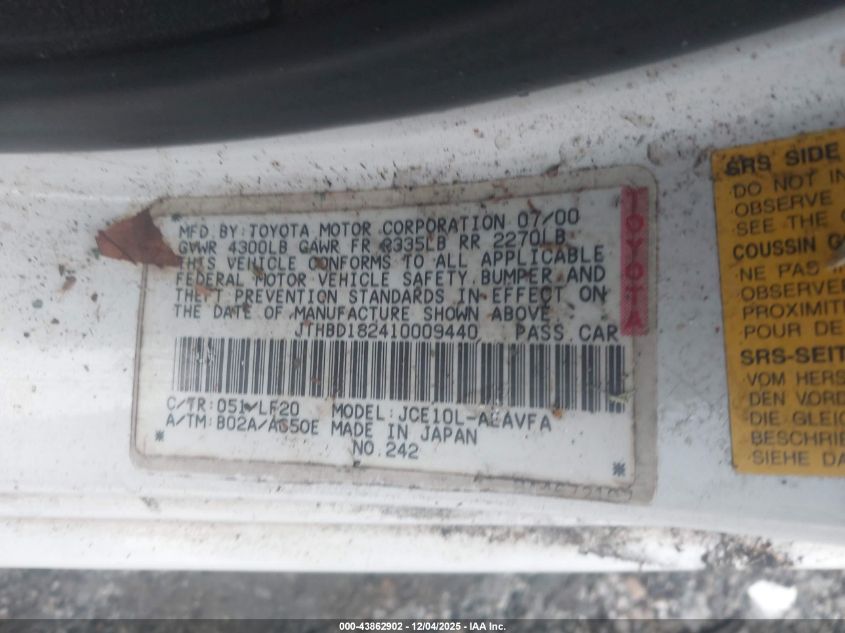 MFD. BY: TOYOTA MOTOR CORPORATION 07/00
GVWR 4300LB GAWR FR 2335LB RR 2270LB
THIS VEHICLE CONFORMS TO ALL APPLICABLE
FEDERAL MOTOR VEHICLE SAFETY, BUMPER, AND
THEFT PREVENTION STANDARDS IN EFFECT ON
THE DATE OF MANUFACTURE SHOWN ABOVE.
JTHBD182410009440 PASS. CAR
C/TR: 051 / LF20 MODEL: JCE10L-AEAVFA
A/TM: B02A/A650E MADE IN JAPAN
NO. 242
TOYOTA
SRS SIDE
DO NOT IN
OBSERVE
SEE THE
COUSSIN G
NE PAS
OBSERVE
PROXIMITE
POUR DE
SRS-SEIT
VOM HERS
DEN VORD
DIE GLEIC
BESCHRIE
SIEHE DA
000-43862902 - 12/04/2025 - IAA Inc.